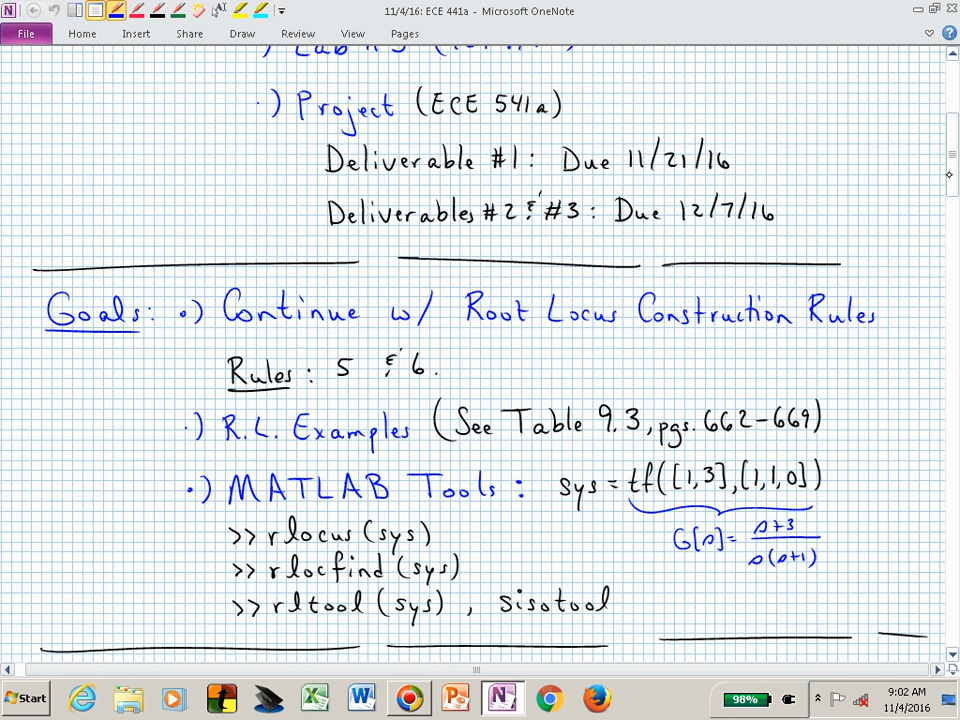 11/4/16: ECE 441a - Microsoft OneNote
File Home Insert Share Draw Review View Pages
·) Project (ECE 541a)
Deliverable #1: Due 11/21/16
Deliverables #2 & #3: Due 12/7/16
Goals: ·) Continue w/ Root Locus Construction Rules
Rules: 5 & 6.
·) R.L. Examples (See Table 9.3, pgs. 662-669)
·) MATLAB Tools: sys = tf([1,3],[1,1,0])
G[s] = s+3 / s(s+1)
>> rlocus (sys)
>> rlocfind (sys)
>> rltool (sys), sisotool
Start
98%
9:02 AM
11/4/2016